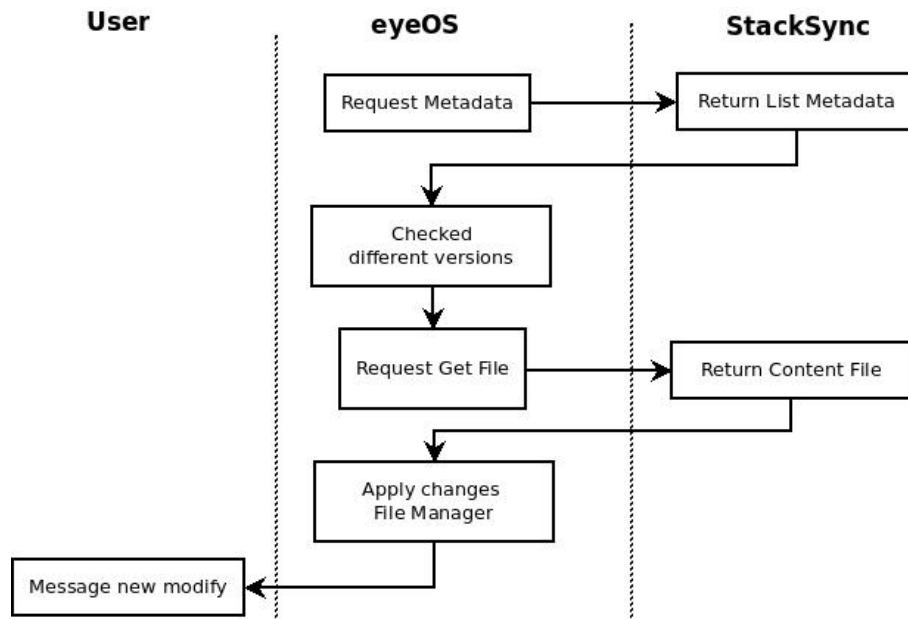 User
eyeOS
StackSync
Request Metadata
Return List Metadata
Checked
different versions
Request Get File
Return Content File
Apply changes
File Manager
Message new modify